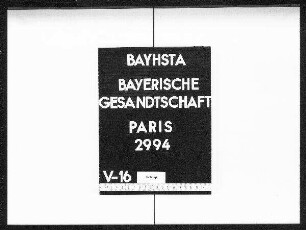 BAYHSTA
BAYERISCHE
GESANDTSCHAFT
PARIS
2994
V-16